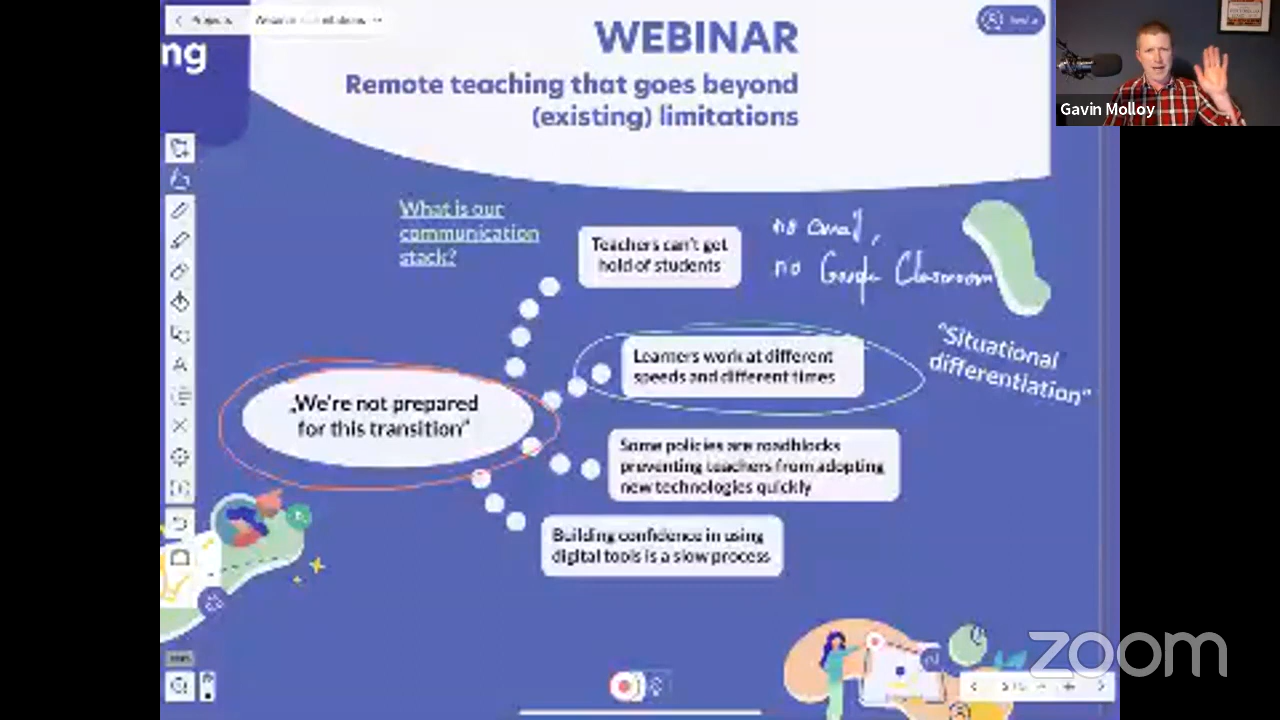 Projects
ng
WEBINAR
Remote teaching that goes beyond
(existing) limitations
Gavin Molloy
What is our
communication
stack?
Teachers can't get
hold of students
no email,
no Google Classroom
Learners work at different
speeds and different times
"Situational
differentiation"
„We're not prepared
for this transition"
Some policies are roadblocks
preventing teachers from adopting
new technologies quickly
Building confidence in using
digital tools is a slow process
zoom